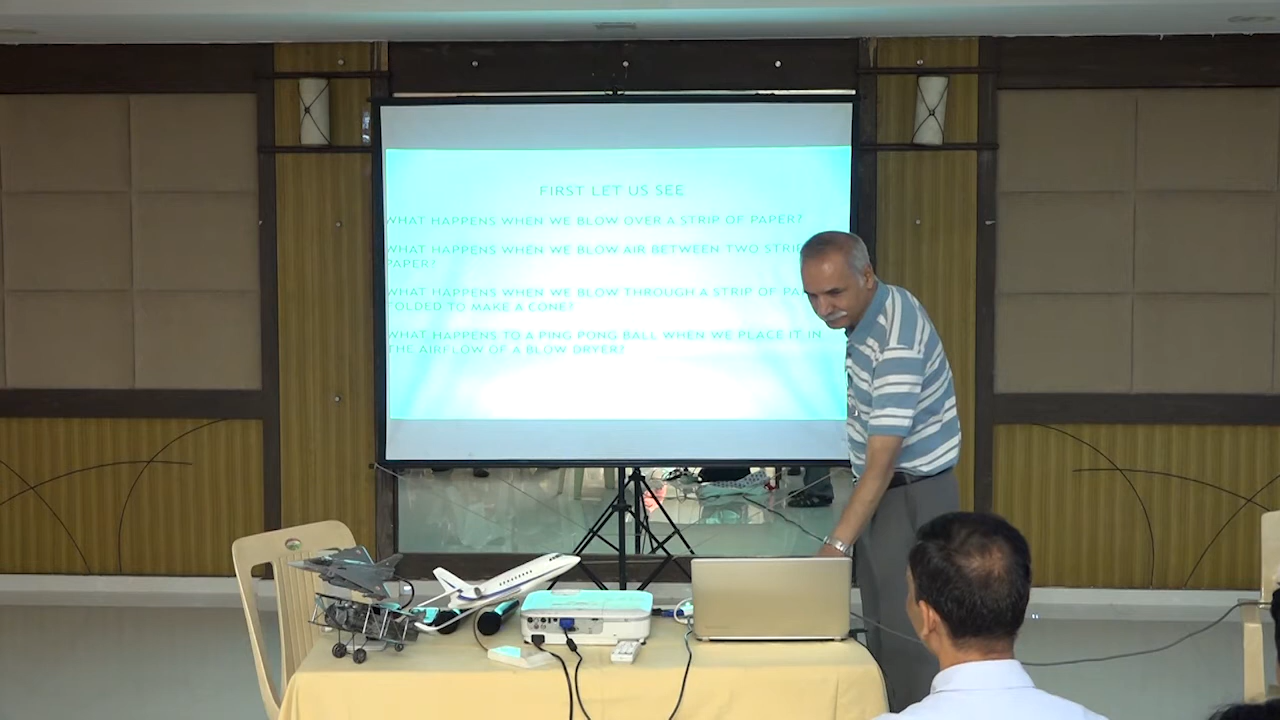 FIRST LET US SEE
WHAT HAPPENS WHEN WE BLOW OVER A STRIP OF PAPER?
WHAT HAPPENS WHEN WE BLOW AIR BETWEEN TWO STRIP
PAPER?
WHAT HAPPENS WHEN WE BLOW THROUGH A STRIP OF PA
FOLDED TO MAKE A CONE?
WHAT HAPPENS TO A PING PONG BALL WHEN WE PLACE IT IN
THE AIRFLOW OF A BLOW DRYER?